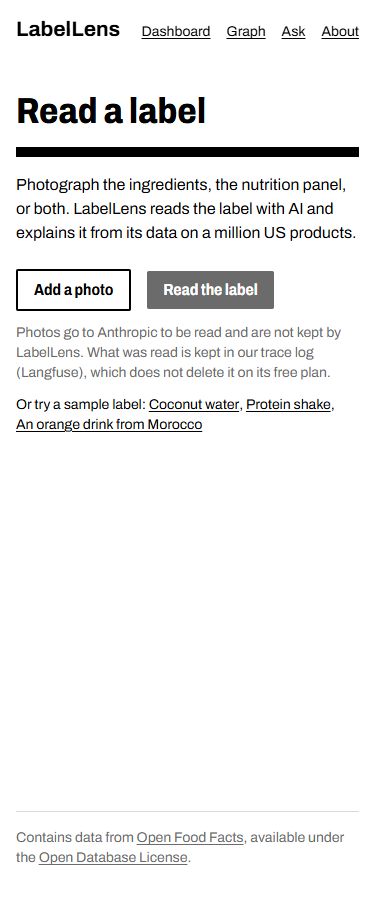 LabelLens Dashboard Graph Ask About
Read a label
Photograph the ingredients, the nutrition panel,
or both. LabelLens reads the label with AI and
explains it from its data on a million US products.
Add a photo Read the label
Photos go to Anthropic to be read and are not kept by
LabelLens. What was read is kept in our trace log
(Langfuse), which does not delete it on its free plan.
Or try a sample label: Coconut water, Protein shake,
An orange drink from Morocco
Contains data from Open Food Facts, available under
the Open Database License.